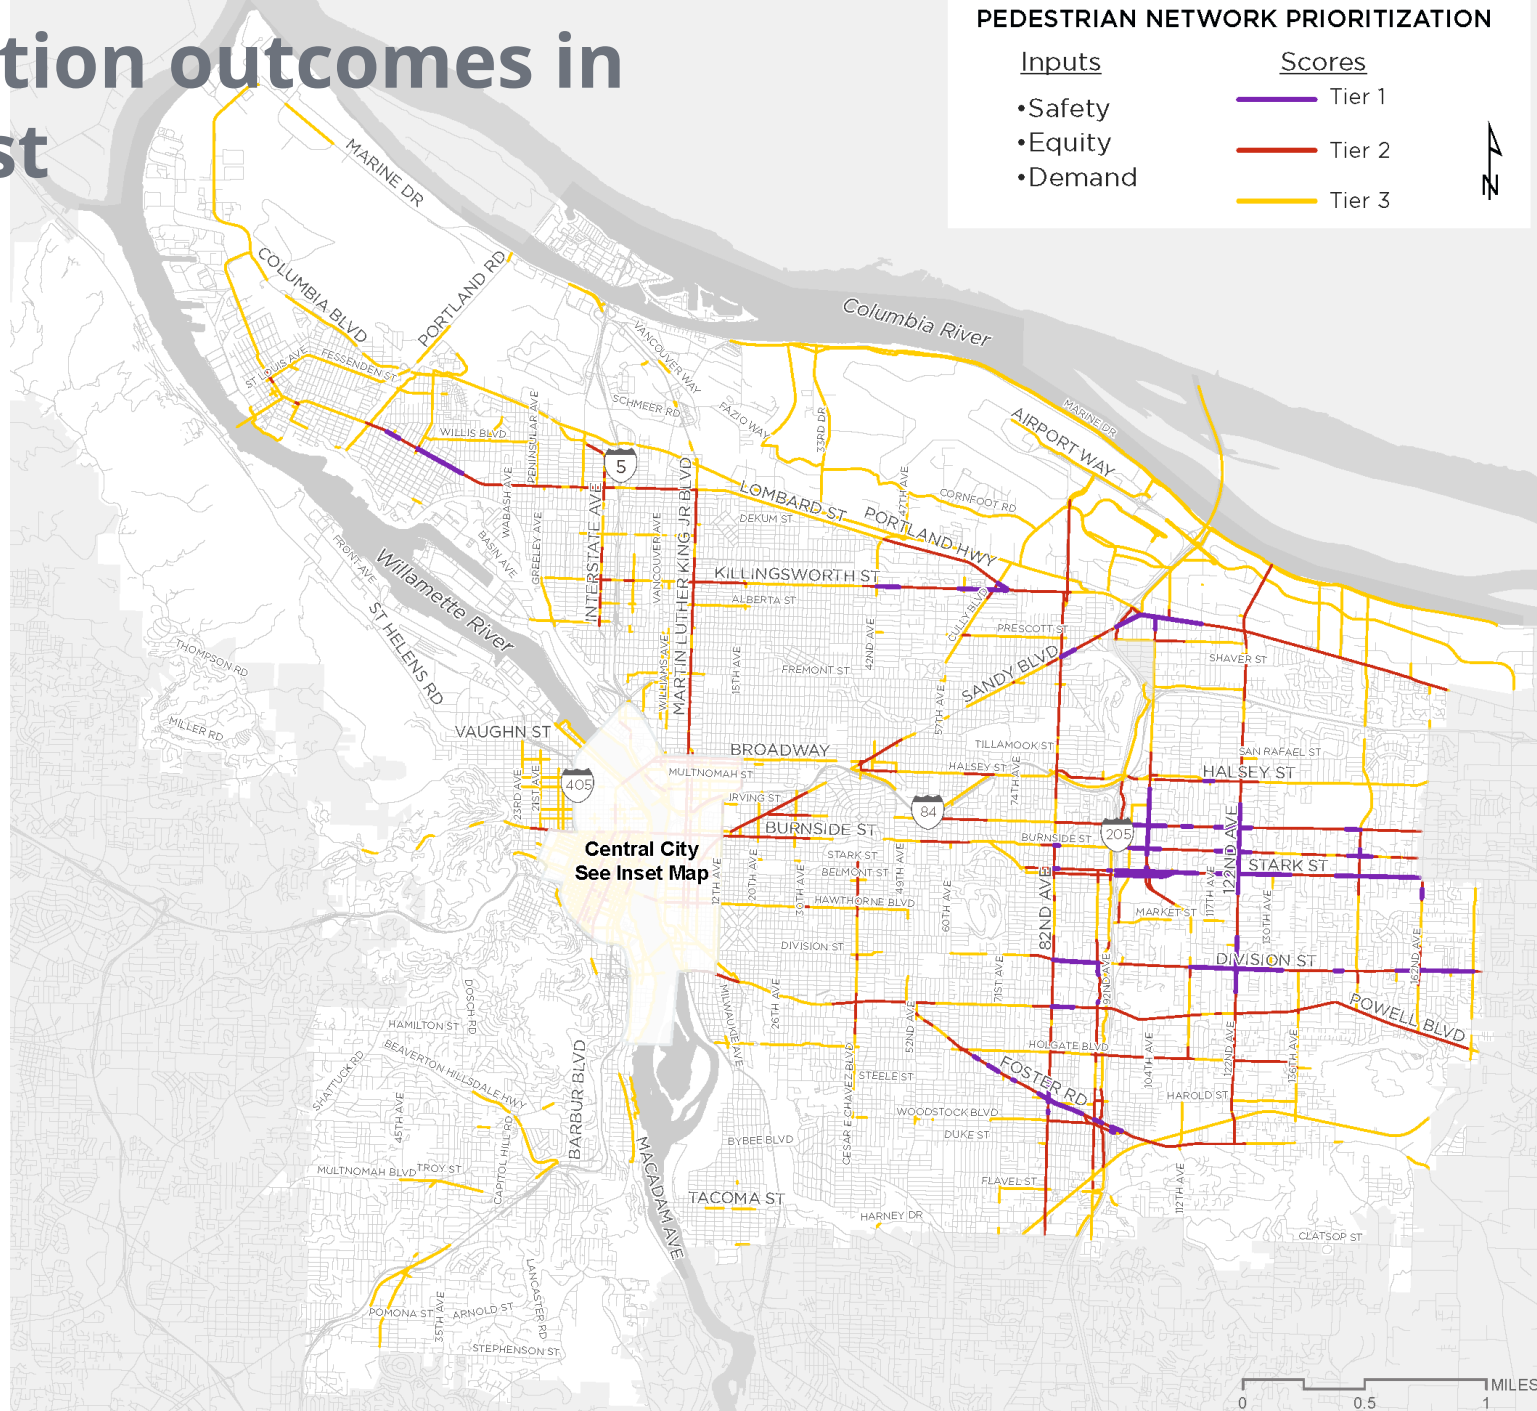 tion outcomes in
st
PEDESTRIAN NETWORK PRIORITIZATION
Inputs
•Safety
•Equity
•Demand
Scores
Tier 1
Tier 2
Tier 3
N
MARINE DR
COLUMBIA BLVD
PORTLAND RD
Columbia River
ST LOUIS AVE
FESSENDEN ST
VANCOUVER WAY
SCHMEER RD
FAZIO WAY
33RD DR
MARINE DR
AIRPORT WAY
WILLIS BLVD
PENINSULAR AVE
5
WABASH AVE
GREELEY AVE
BASIN AVE
INTERSTATE AVE
VANCOUVER AVE
MARTIN LUTHER KING JR BLVD
LOMBARD ST
DEKUM ST
PORTLAND HWY
47TH AVE
CORNFOOT RD
FRONT AVE
Willamette River
KILLINGSWORTH ST
ALBERTA ST
CULLY BLVD
PRESCOTT ST
42ND AVE
ST HELENS RD
THOMPSON RD
MILLER RD
WILLIAMS AVE
15TH AVE
FREMONT ST
SANDY BLVD
SHAVER ST
57TH AVE
VAUGHN ST
BROADWAY
TILLAMOOK ST
SAN RAFAEL ST
MULTNOMAH ST
HALSEY ST
HALSEY ST
74TH AVE
405
23RD AVE
21ST AVE
IRVING ST
84
BURNSIDE ST
BURNSIDE ST
205
122ND AVE
Central City
See Inset Map
STARK ST
STARK ST
BELMONT ST
12TH AVE
20TH AVE
30TH AVE
49TH AVE
HAWTHORNE BLVD
60TH AVE
82ND AVE
MARKET ST
117TH AVE
130TH AVE
DIVISION ST
DIVISION ST
162ND AVE
71ST AVE
92ND AVE
DOSCH RD
26TH AVE
MILWAUKIE AVE
52ND AVE
POWELL BLVD
HAMILTON ST
BEAVERTON HILLSDALE HWY
SHATTUCK RD
HOLGATE BLVD
104TH AVE
122ND AVE
136TH AVE
BARBUR BLVD
STEELE ST
FOSTER RD
CESAR E CHAVEZ BLVD
HAROLD ST
45TH AVE
WOODSTOCK BLVD
CAPITOL HILL RD
MACADAM AVE
BYBEE BLVD
DUKE ST
MULTNOMAH BLVD
TROY ST
TACOMA ST
FLAVEL ST
112TH AVE
HARNEY DR
CLATSOP ST
LANCASTER RD
POMONA ST
35TH AVE
ARNOLD ST
STEPHENSON ST
MILES
0
0.5
1